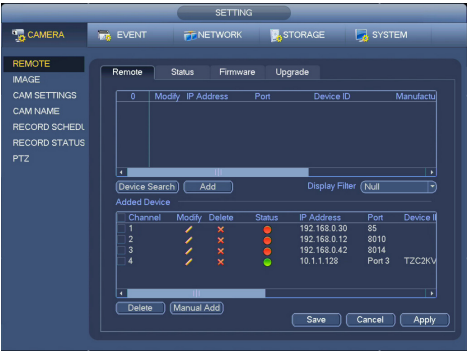 SETTING
CAMERA EVENT NETWORK STORAGE SYSTEM
REMOTE
IMAGE
CAM SETTINGS
CAM NAME
RECORD SCHEDU
RECORD STATUS
PTZ
Remote Status Firmware Upgrade
0 Modify IP Address Port Device ID Manufactu
Device Search Add Display Filter Null
Added Device
Channel Modify Delete Status IP Address Port Device I
1 192.168.0.30 85
2 192.168.0.12 8010
3 192.168.0.42 8014
4 10.1.1.128 Port 3 TZC2KV
Delete Manual Add
Save Cancel Apply